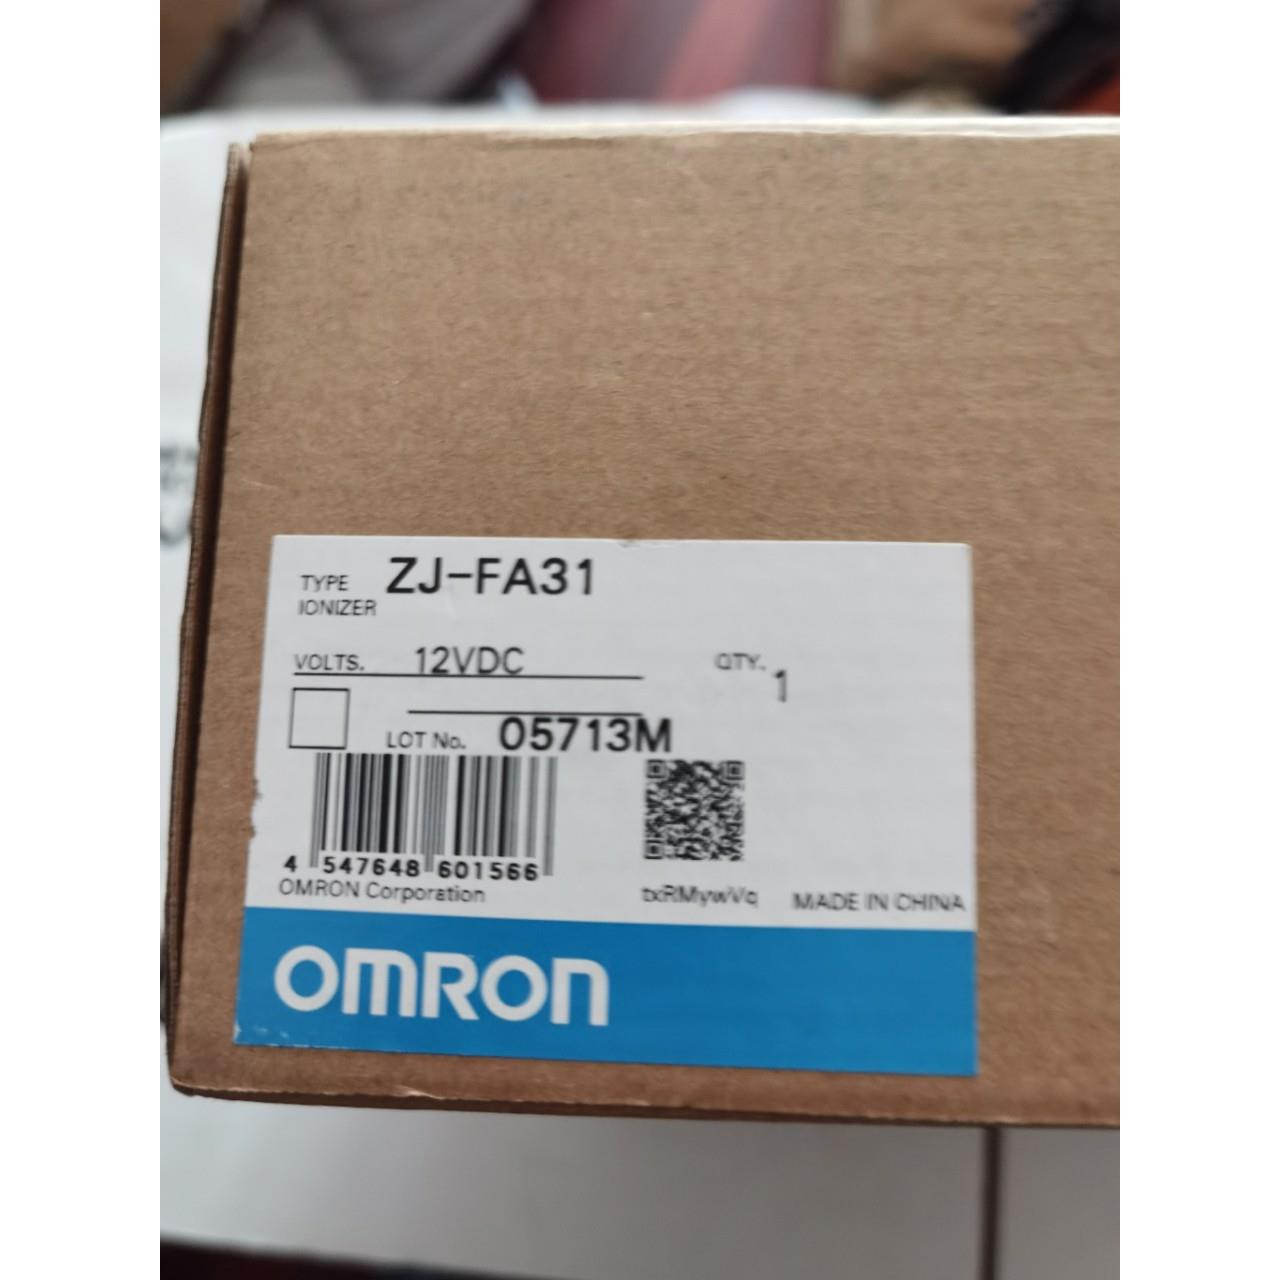 TYPE ZJ-FA31
IONIZER
VOLTS. 12VDC
QTY. 1
LOT No. 05713M
4 547648 601566
OMRON Corporation
txRMywVq
MADE IN CHINA
OMRON